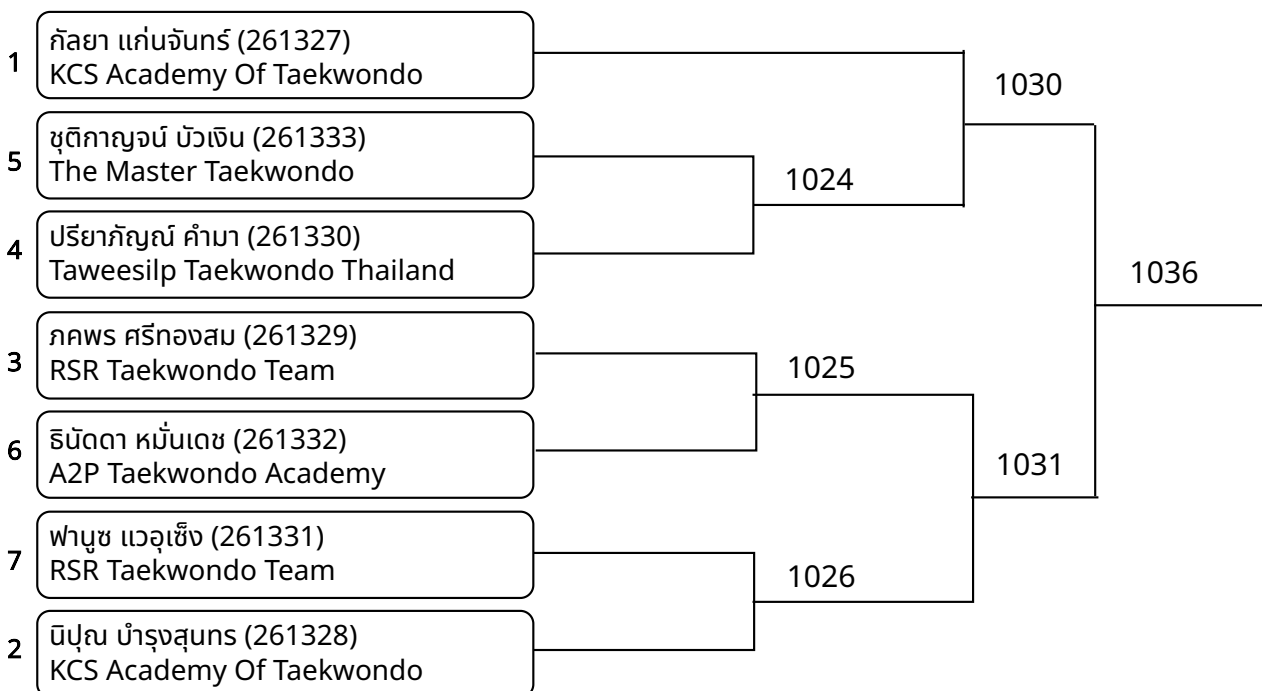 1
กัลยา แก่นจันทร์ (261327)
KCS Academy Of Taekwondo
5
ชุติกาญจน์ บัวเงิน (261333)
The Master Taekwondo
4
ปรียาภัญณ์ คำมา (261330)
Taweesilp Taekwondo Thailand
3
ภคพร ศรีทองสม (261329)
RSR Taekwondo Team
6
ธินัดดา หมั่นเดช (261332)
A2P Taekwondo Academy
7
ฟานูซ แวอุเซ็ง (261331)
RSR Taekwondo Team
2
นิปุณ บำรุงสุนทร (261328)
KCS Academy Of Taekwondo
1024
1025
1026
1030
1031
1036